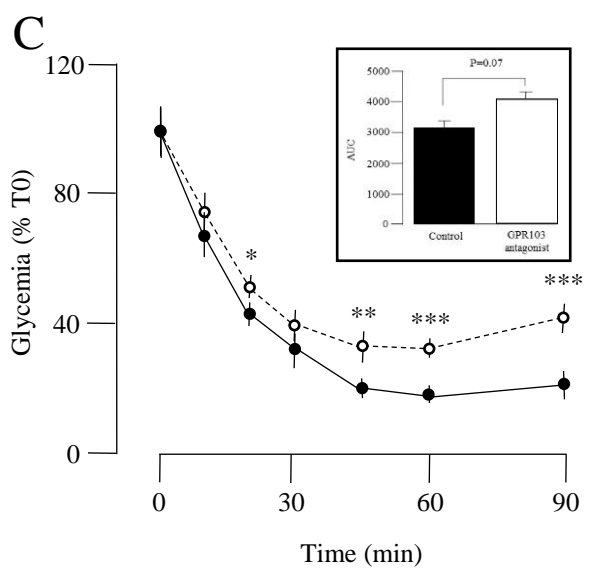 C
120
80
40
0
Glycemia (% T0)
*
**
***
***
0
30
60
90
Time (min)
P=0.07
5000
4000
3000
2000
1000
0
AUC
Control
GPR103
antagonist